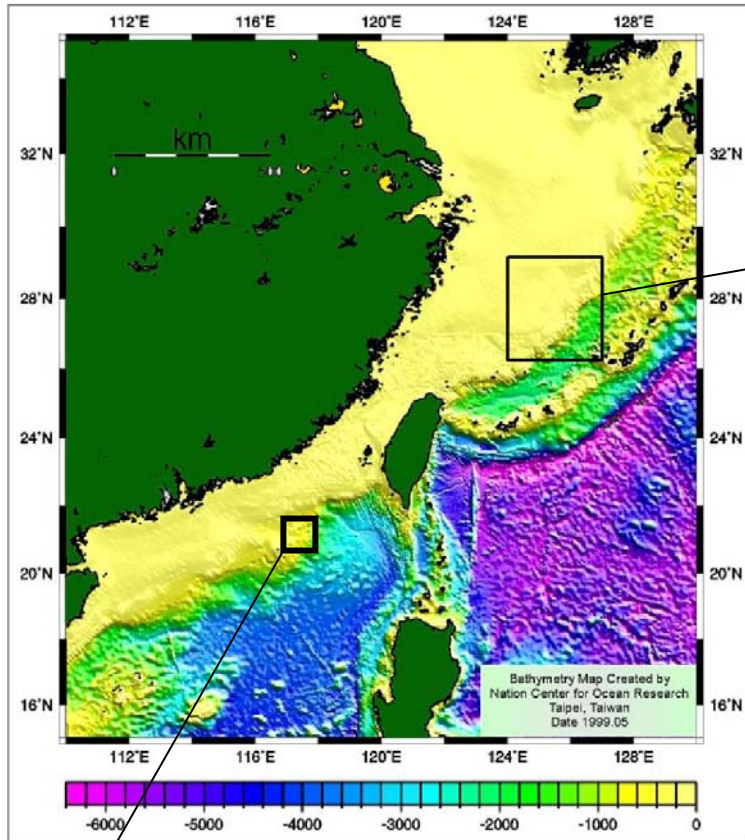 112°E 116°E 120°E 124°E 128°E
km
0
32°N 32°N
28°N 28°N
24°N 24°N
20°N 20°N
16°N 16°N
Bathymetry Map Created by
Nation Center for Ocean Research
Taipei, Taiwan
Date 1999.05
112°E 116°E 120°E 124°E 128°E
-6000 -5000 -4000 -3000 -2000 -1000 0